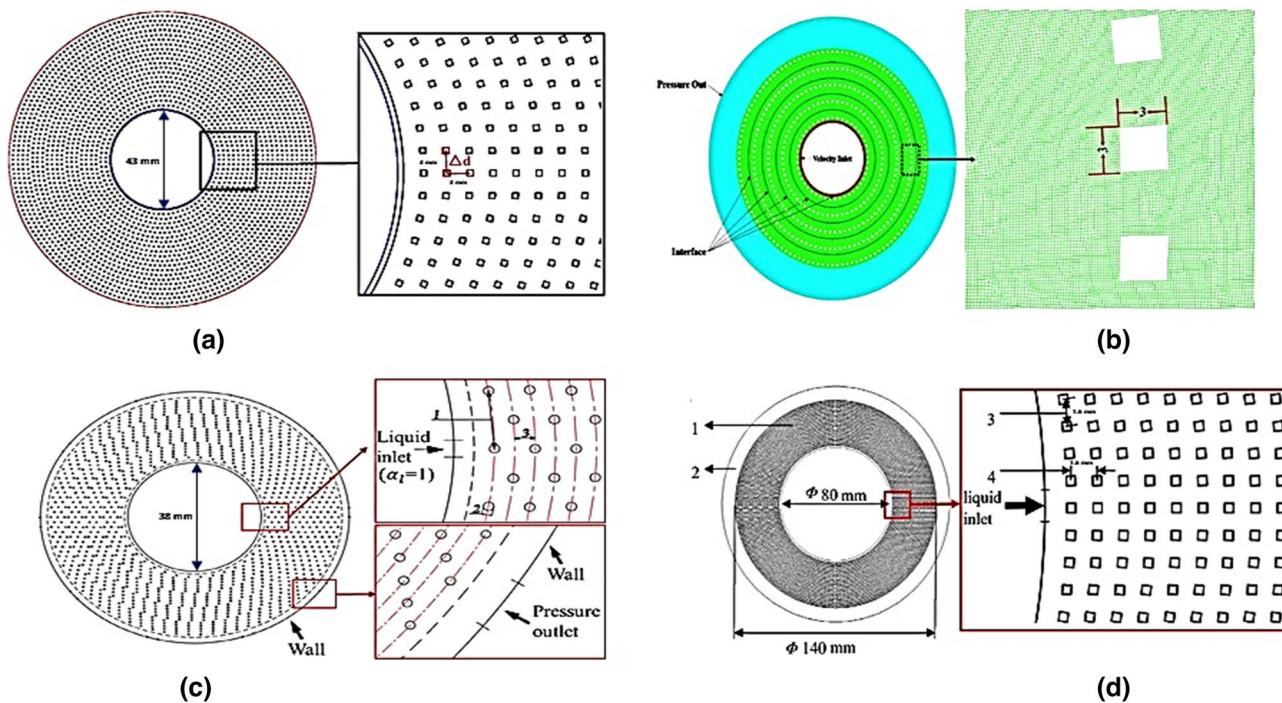 43 mm
Δd
(a)
Pressure Out
Velocity Inlet
Interface
3
3
(b)
38 mm
Wall
1
3
2
Liquid
inlet
(αl=1)
Wall
Pressure
outlet
(c)
1
2
Φ 80 mm
Φ 140 mm
3
4
liquid
inlet
(d)